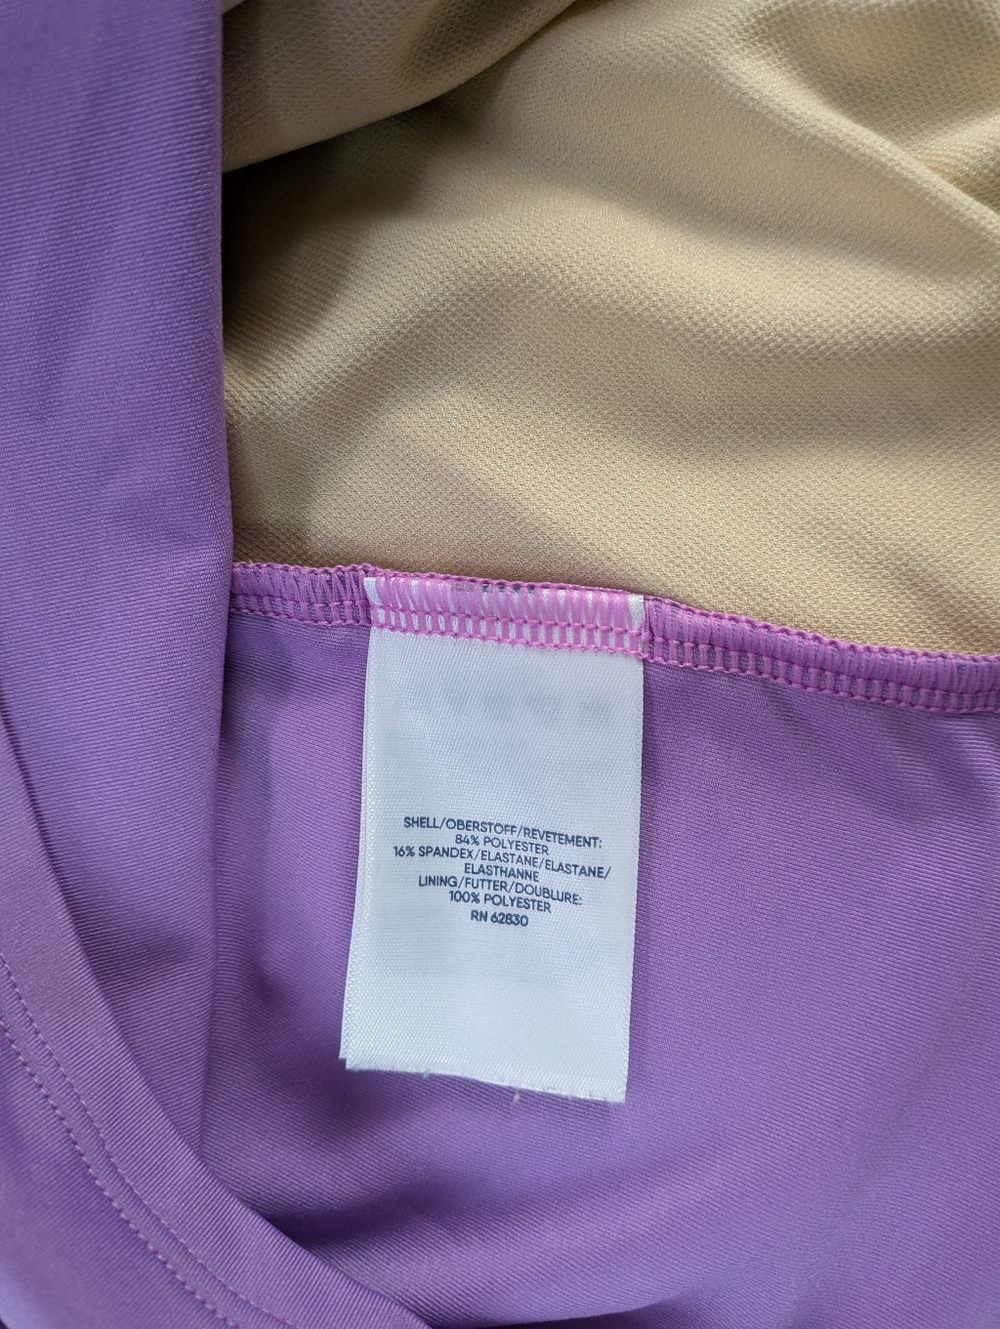 SHELL/OBERSTOFF/REVETEMENT:
84% POLYESTER
16% SPANDEX/ELASTANE/ELASTANE/
ELASTHANNE
LINING/FUTTER/DOUBLURE:
100% POLYESTER
RN 62830